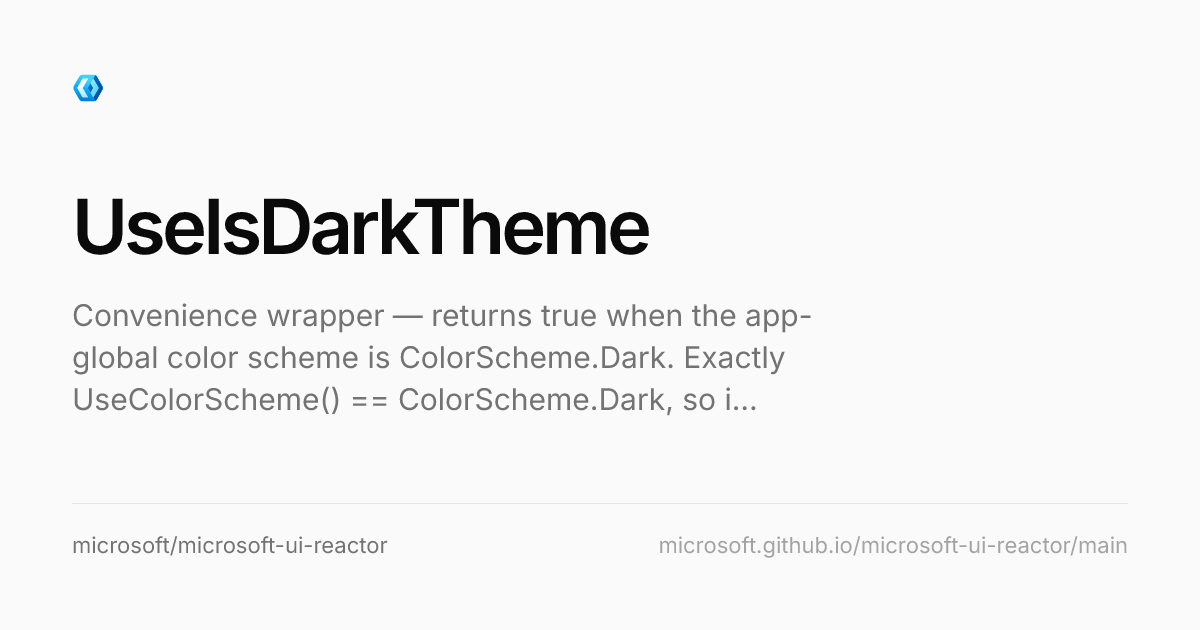 UseIsDarkTheme
Convenience wrapper — returns true when the app-
global color scheme is ColorScheme.Dark. Exactly
UseColorScheme() == ColorScheme.Dark, so i...
microsoft/microsoft-ui-reactor
microsoft.github.io/microsoft-ui-reactor/main